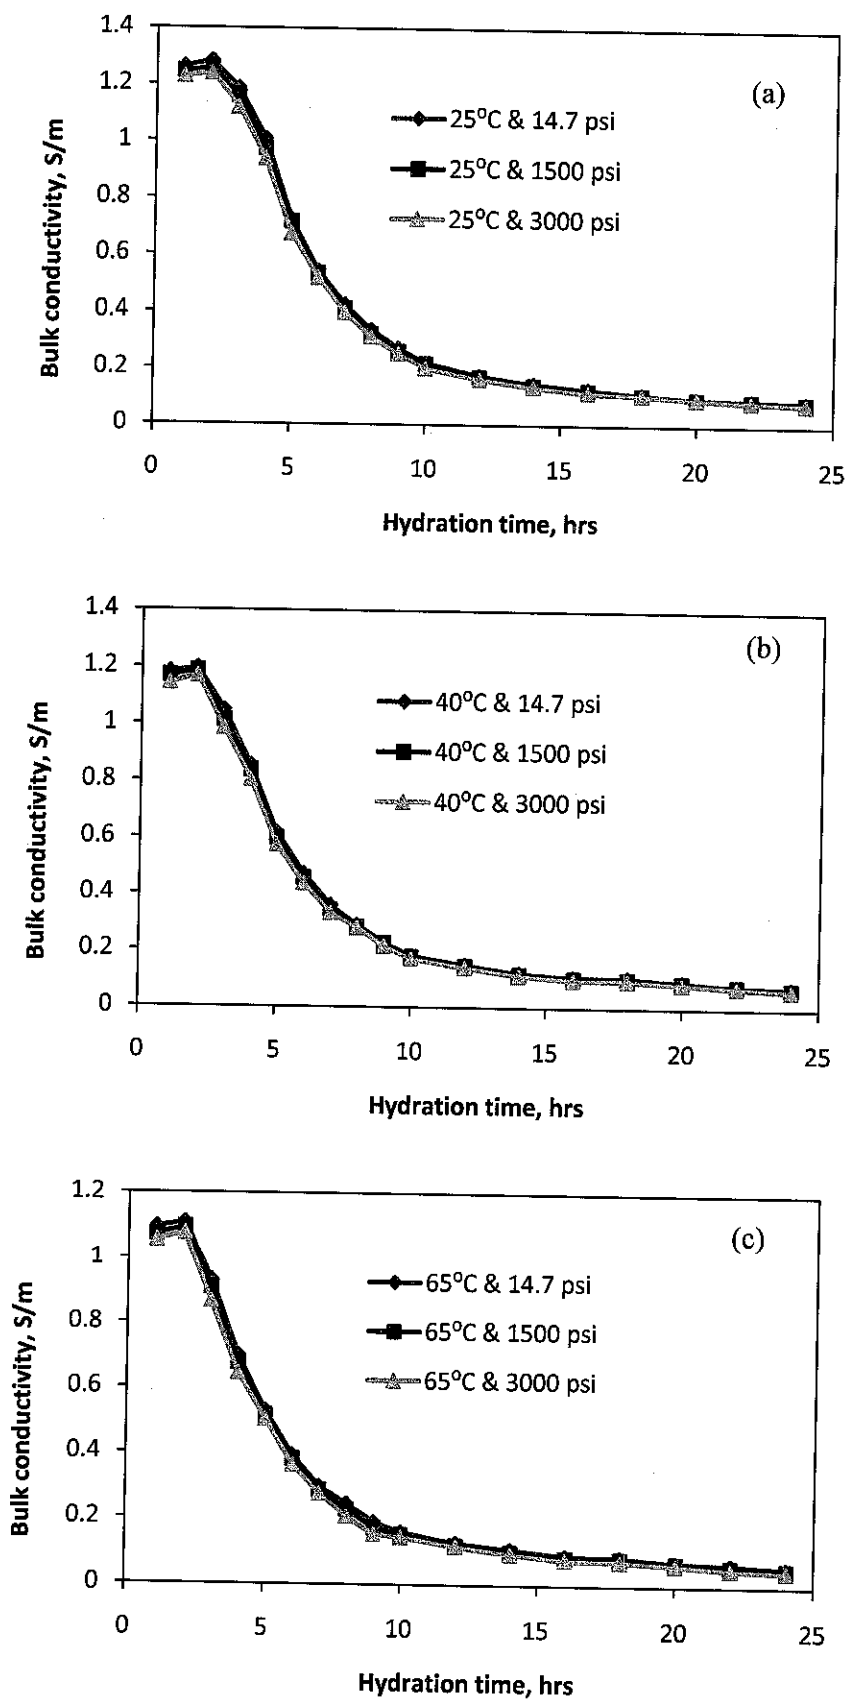 1.4
1.2
1
0.8
0.6
0.4
0.2
0
Bulk conductivity, S/m
(a)
25°C & 14.7 psi
25°C & 1500 psi
25°C & 3000 psi
0 5 10 15 20 25
Hydration time, hrs
1.4
1.2
1
0.8
0.6
0.4
0.2
0
Bulk conductivity, S/m
(b)
40°C & 14.7 psi
40°C & 1500 psi
40°C & 3000 psi
0 5 10 15 20 25
Hydration time, hrs
1.2
1
0.8
0.6
0.4
0.2
0
Bulk conductivity, S/m
(c)
65°C & 14.7 psi
65°C & 1500 psi
65°C & 3000 psi
0 5 10 15 20 25
Hydration time, hrs